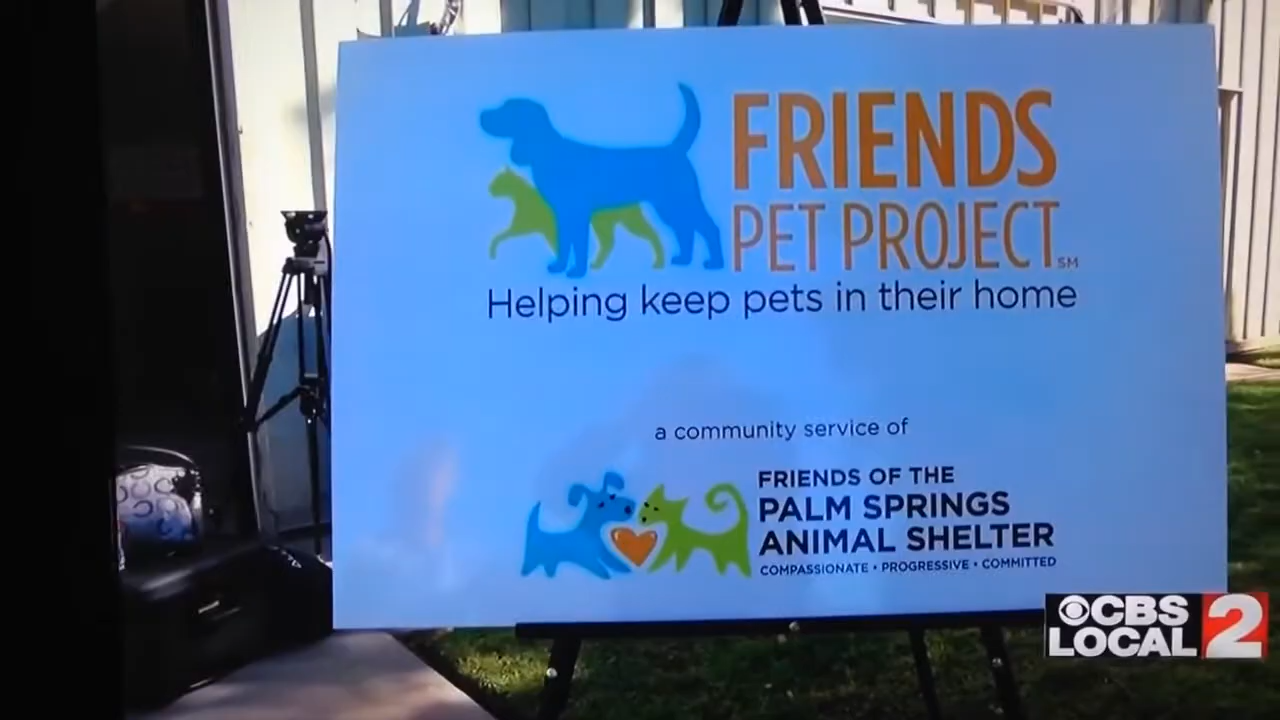 FRIENDS
PET PROJECT SM
Helping keep pets in their home
a community service of
FRIENDS OF THE
PALM SPRINGS
ANIMAL SHELTER
COMPASSIONATE • PROGRESSIVE • COMMITTED
CBS
LOCAL 2